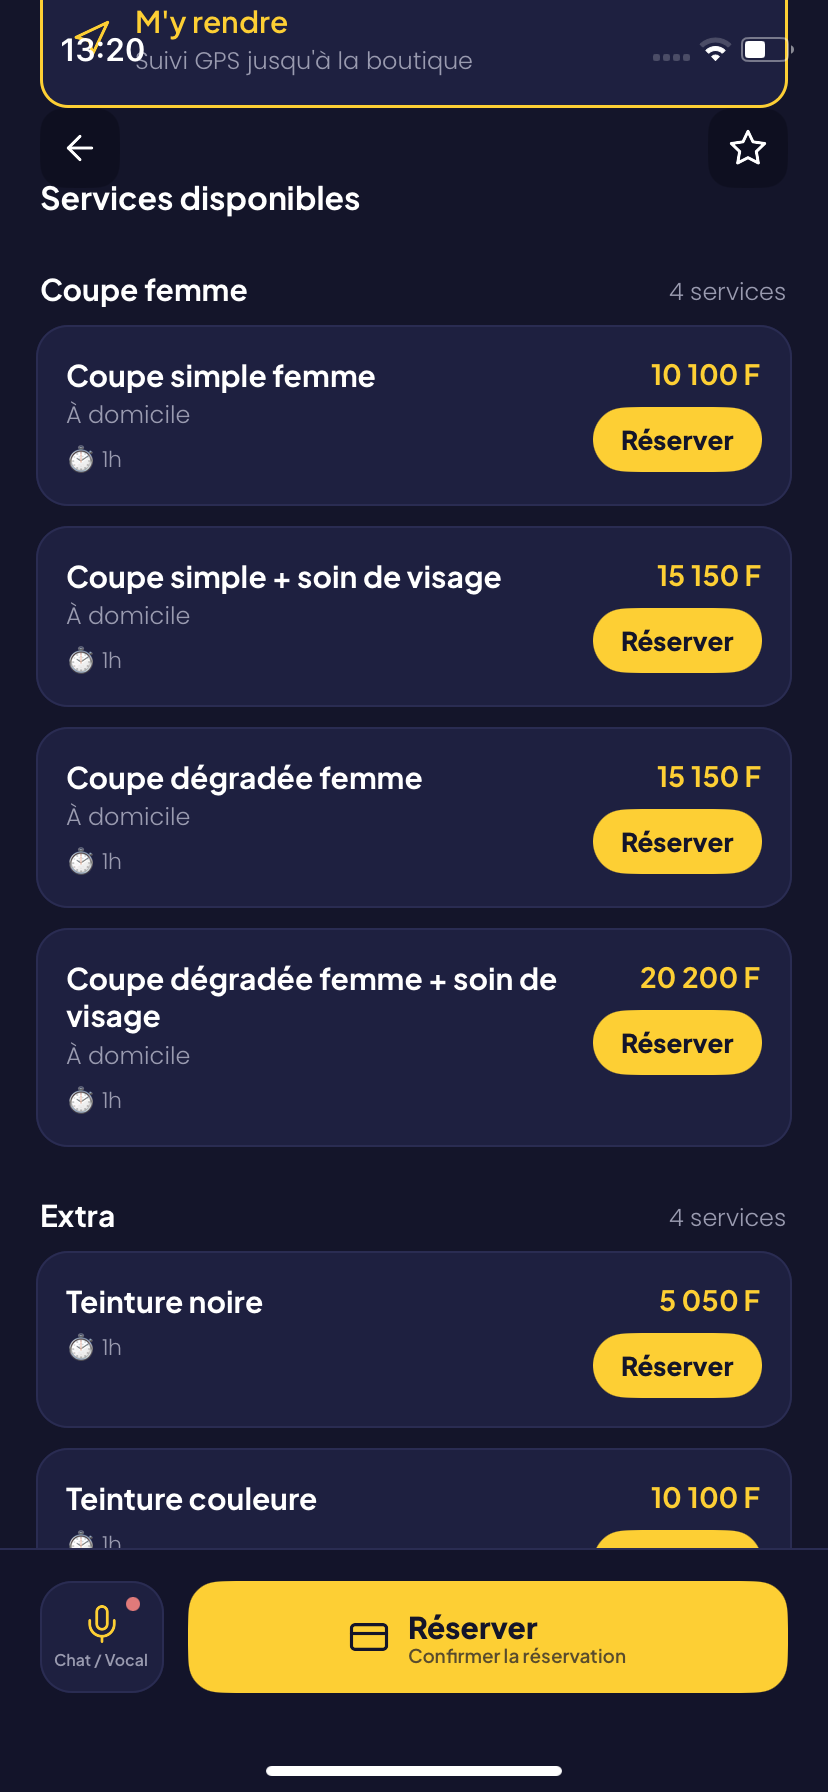 M'y rendre
13:20
Suivi GPS jusqu'à la boutique
Services disponibles
Coupe femme
4 services
Coupe simple femme
10 100 F
À domicile
Réserver
1h
Coupe simple + soin de visage
15 150 F
À domicile
Réserver
1h
Coupe dégradée femme
15 150 F
À domicile
Réserver
1h
Coupe dégradée femme + soin de
visage
20 200 F
À domicile
Réserver
1h
Extra
4 services
Teinture noire
5 050 F
1h
Réserver
Teinture couleure
10 100 F
1h
Chat / Vocal
Réserver
Confirmer la réservation